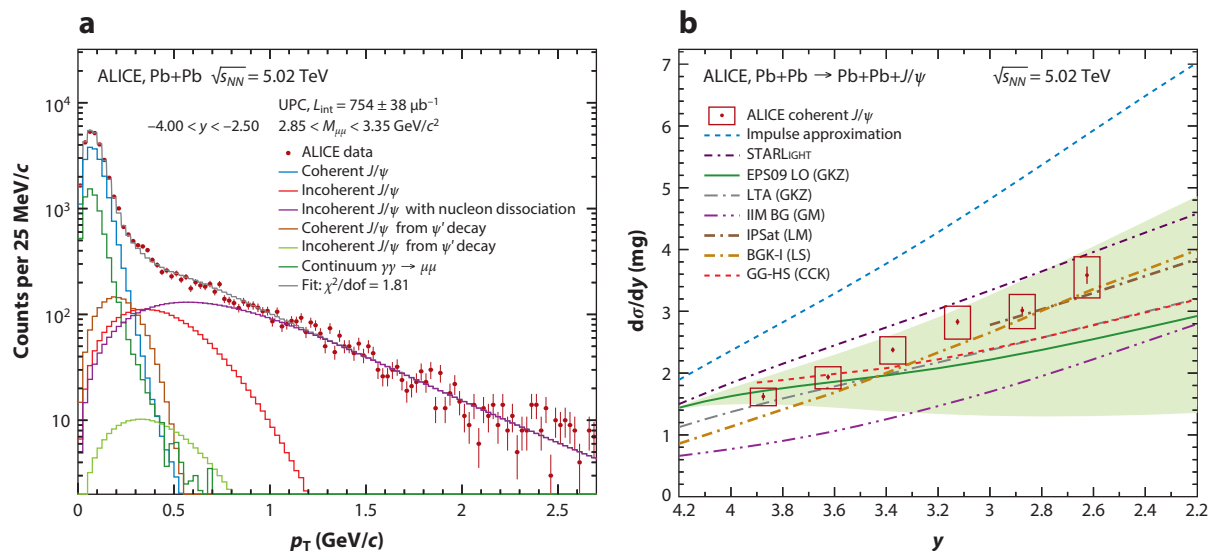 a
ALICE, Pb+Pb √sNN = 5.02 TeV
UPC, Lint = 754 ± 38 μb−1
−4.00 < y < −2.50 2.85 < Mμμ < 3.35 GeV/c2
ALICE data
Coherent J/ψ
Incoherent J/ψ
Incoherent J/ψ with nucleon dissociation
Coherent J/ψ from ψ′ decay
Incoherent J/ψ from ψ′ decay
Continuum γγ → μμ
Fit: χ2/dof = 1.81
Counts per 25 MeV/c
104
103
102
10
0 0.5 1 1.5 2 2.5
pT (GeV/c)
b
ALICE, Pb+Pb → Pb+Pb+J/ψ √sNN = 5.02 TeV
ALICE coherent J/ψ
Impulse approximation
STARLIGHT
EPS09 LO (GKZ)
LTA (GKZ)
IIM BG (GM)
IPSat (LM)
BGK-I (LS)
GG-HS (CCK)
dσ/dy (mg)
7
6
5
4
3
2
1
0
4.2 4 3.8 3.6 3.4 3.2 3 2.8 2.6 2.4 2.2
y